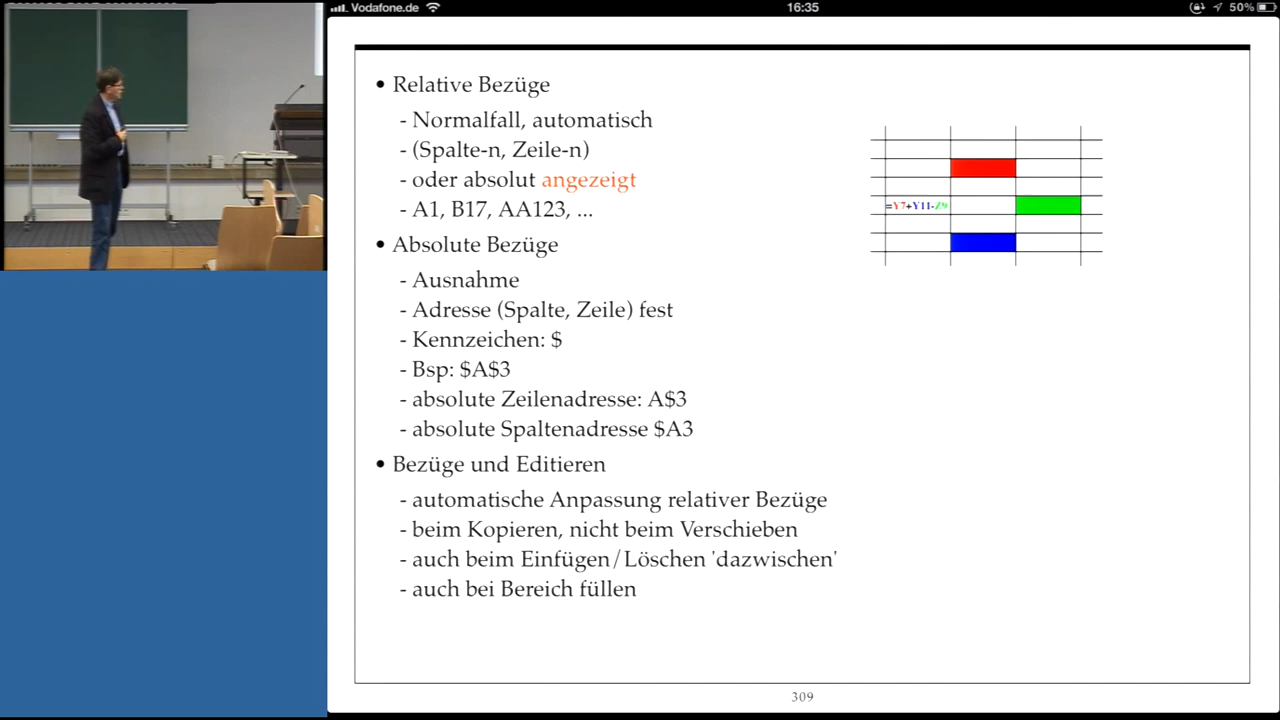 Vodafone.de 16:35 50%
• Relative Bezüge
- Normalfall, automatisch
- (Spalte-n, Zeile-n)
- oder absolut angezeigt
- A1, B17, AA123, ...
=Y7+Y11-Z9
• Absolute Bezüge
- Ausnahme
- Adresse (Spalte, Zeile) fest
- Kennzeichen: $
- Bsp: $A$3
- absolute Zeilenadresse: A$3
- absolute Spaltenadresse $A3
• Bezüge und Editieren
- automatische Anpassung relativer Bezüge
- beim Kopieren, nicht beim Verschieben
- auch beim Einfügen/Löschen 'dazwischen'
- auch bei Bereich füllen
309